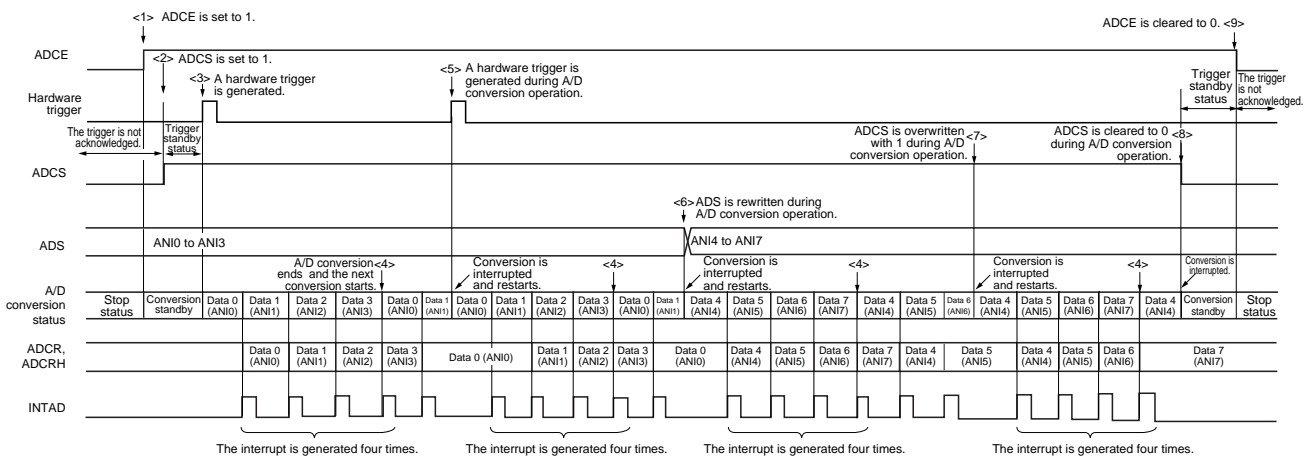 <1> ADCE is set to 1.
ADCE is cleared to 0. <9>
ADCE
<2> ADCS is set to 1.
<3> A hardware trigger
is generated.
<5> A hardware trigger is
generated during A/D
conversion operation.
Trigger
standby
status
The trigger
is not
acknowledged.
Hardware
trigger
The trigger is not
acknowledged.
Trigger
standby
status
ADCS is overwritten
with 1 during A/D
conversion operation.
<7>
ADCS is cleared to 0
during A/D conversion
operation.
<8>
ADCS
<6> ADS is rewritten during
A/D conversion operation.
ADS
ANI0 to ANI3
ANI4 to ANI7
A/D conversion
ends and the next
conversion starts.
<4>
Conversion is
interrupted
and restarts.
<4>
Conversion is
interrupted
and restarts.
<4>
Conversion is
interrupted
and restarts.
<4>
Conversion is
interrupted.
A/D
conversion
status
Stop
status
Conversion
standby
Data 0
(ANI0)
Data 1
(ANI1)
Data 2
(ANI2)
Data 3
(ANI3)
Data 0
(ANI0)
Data 1
(ANI1)
Data 0
(ANI0)
Data 1
(ANI1)
Data 2
(ANI2)
Data 3
(ANI3)
Data 0
(ANI0)
Data 1
(ANI1)
Data 4
(ANI4)
Data 5
(ANI5)
Data 6
(ANI6)
Data 7
(ANI7)
Data 4
(ANI4)
Data 5
(ANI5)
Data 6
(ANI6)
Data 4
(ANI4)
Data 5
(ANI5)
Data 6
(ANI6)
Data 7
(ANI7)
Data 4
(ANI4)
Conversion
standby
Stop
status
ADCR,
ADCRH
Data 0
(ANI0)
Data 1
(ANI1)
Data 2
(ANI2)
Data 3
(ANI3)
Data 0 (ANI0)
Data 1
(ANI1)
Data 2
(ANI2)
Data 3
(ANI3)
Data 0
(ANI0)
Data 4
(ANI4)
Data 5
(ANI5)
Data 6
(ANI6)
Data 7
(ANI7)
Data 4
(ANI4)
Data 5
(ANI5)
Data 4
(ANI4)
Data 5
(ANI5)
Data 6
(ANI6)
Data 7
(ANI7)
INTAD
The interrupt is generated four times.
The interrupt is generated four times.
The interrupt is generated four times.
The interrupt is generated four times.